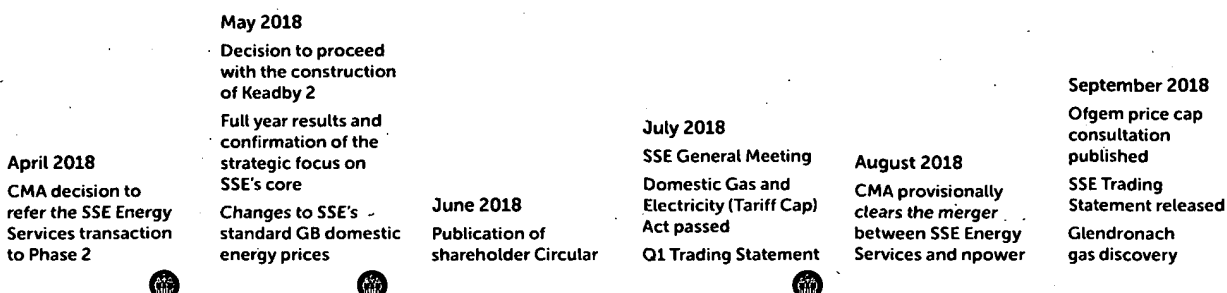 April 2018
CMA decision to
refer the SSE Energy
Services transaction
to Phase 2
May 2018
Decision to proceed
with the construction
of Keadby 2
Full year results and
confirmation of the
strategic focus on
SSE's core
Changes to SSE's
standard GB domestic
energy prices
June 2018
Publication of
shareholder Circular
July 2018
SSE General Meeting
Domestic Gas and
Electricity (Tariff Cap)
Act passed
Q1 Trading Statement
August 2018
CMA provisionally
clears the merger
between SSE Energy
Services and npower
September 2018
Ofgem price cap
consultation
published
SSE Trading
Statement released
Glendronach
gas discovery